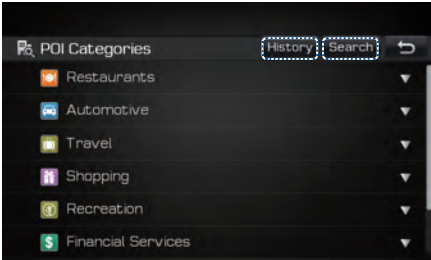 POI Categories History Search
Restaurants
Automotive
Travel
Shopping
Recreation
$ Financial Services